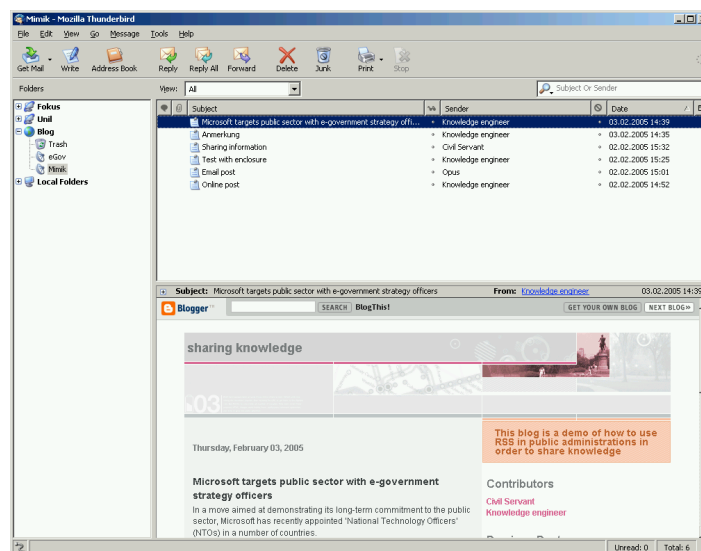 Mimik - Mozilla Thunderbird
File Edit View Go Message Tools Help
Get Mail Write Address Book Reply Reply All Forward Delete Junk Print Stop
Folders View: All Subject Or Sender
Subject Sender Date
Fokus
Unil
Blog
Trash
eGov
Mimik
Local Folders
Microsoft targets public sector with e-government strategy offi... Knowledge engineer 03.02.2005 14:39
Anmerkung Knowledge engineer 03.02.2005 14:35
Sharing information Civil Servant 02.02.2005 15:32
Test with enclosure Knowledge engineer 02.02.2005 15:25
Email post Opus 02.02.2005 15:01
Online post Knowledge engineer 02.02.2005 14:52
Subject: Microsoft targets public sector with e-government strategy officers From: Knowledge engineer 03.02.2005 14:39
Blogger™ SEARCH BlogThis! GET YOUR OWN BLOG NEXT BLOG»
sharing knowledge
03
Thursday, February 03, 2005
Microsoft targets public sector with e-government
strategy officers
In a move aimed at demonstrating its long-term commitment to the public
sector, Microsoft has recently appointed 'National Technology Officers'
(NTOs) in a number of countries.
This blog is a demo of how to use
RSS in public administrations in
order to share knowledge
Contributors
Civil Servant
Knowledge engineer
Unread: 0 Total: 6